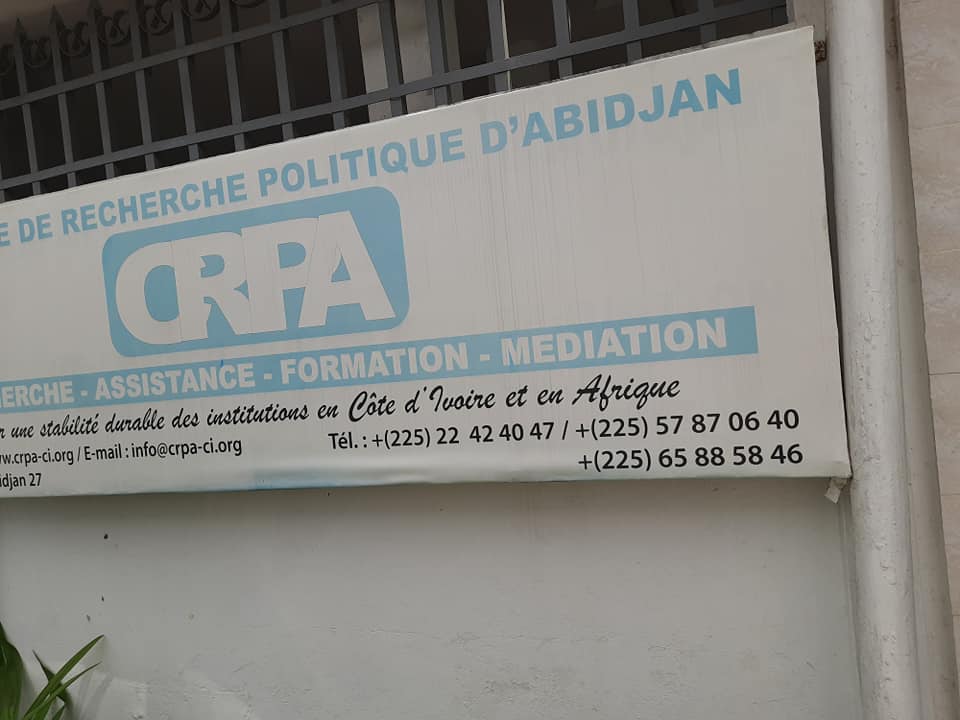 E DE RECHERCHE POLITIQUE D'ABIDJAN
CRPA
ERCHE - ASSISTANCE - FORMATION - MEDIATION
r une stabilité durable des institutions en Côte d'Ivoire et en Afrique
w.crpa-ci.org / E-mail : info@crpa-ci.org
Tél. : +(225) 22 42 40 47 / +(225) 57 87 06 40
+(225) 65 88 58 46
idjan 27